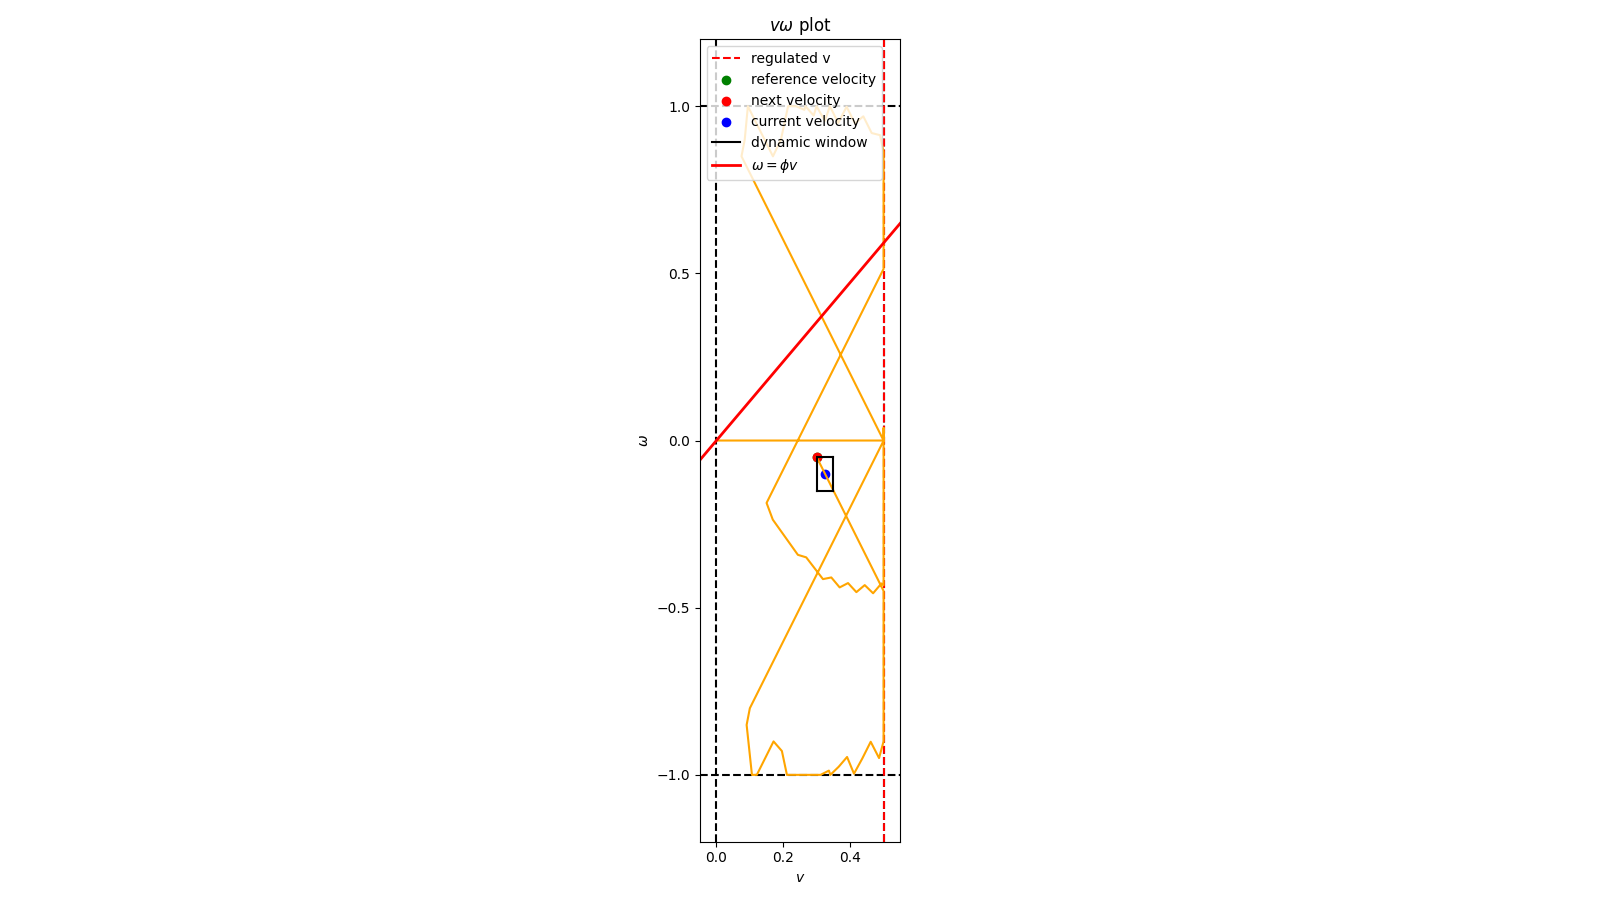 vω plot
regulated v
reference velocity
next velocity
current velocity
dynamic window
ω = ϕv
1.0
0.5
0.0
−0.5
−1.0
ω
0.0 0.2 0.4
v